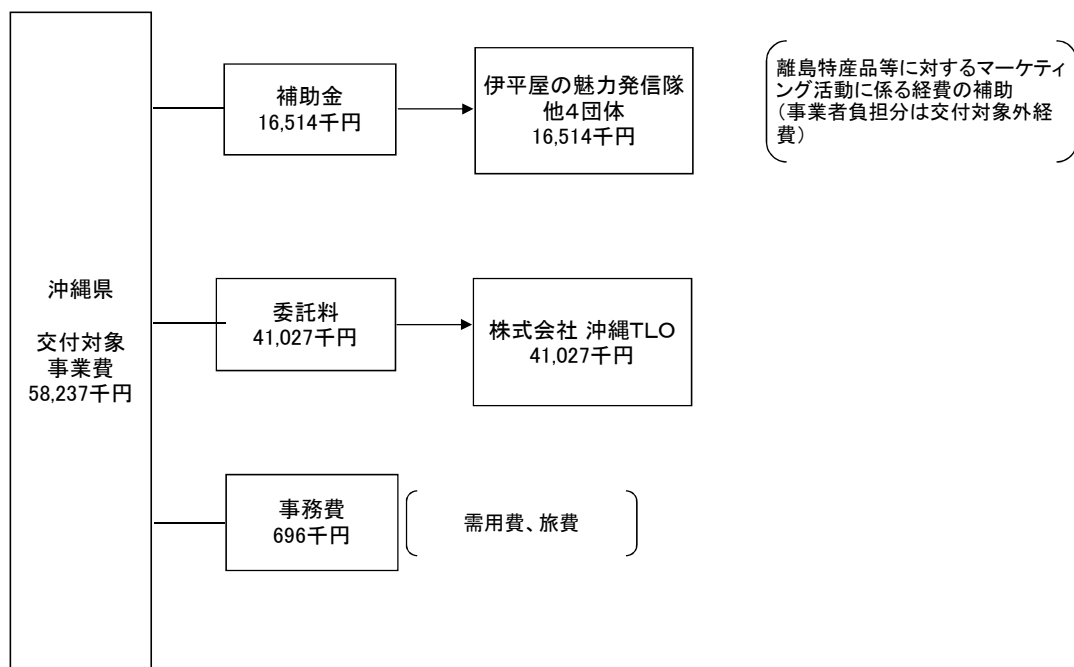 沖縄県
交付対象
事業費
58,237千円
補助金
16,514千円
伊平屋の魅力発信隊
他4団体
16,514千円
離島特産品等に対するマーケティ
ング活動に係る経費の補助
(事業者負担分は交付対象外経
費)
委託料
41,027千円
株式会社 沖縄TLO
41,027千円
事務費
696千円
需用費、旅費